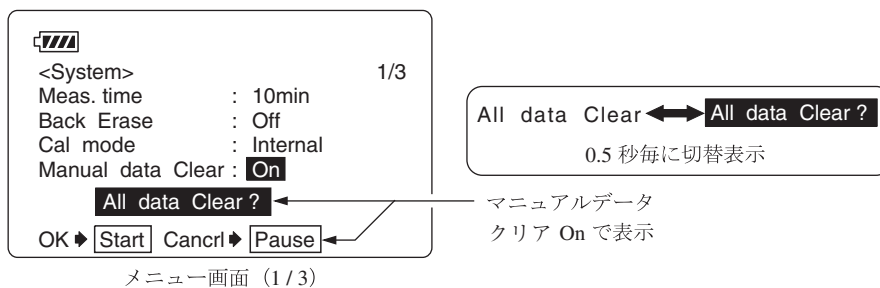 <System> 1/3
Meas. time : 10min
Back Erase : Off
Cal mode : Internal
Manual data Clear : On
All data Clear ?
OK Start Cancrl Pause
メニュー画面（1 / 3）
All data Clear All data Clear ?
0.5 秒毎に切替表示
マニュアルデータ
クリア On で表示